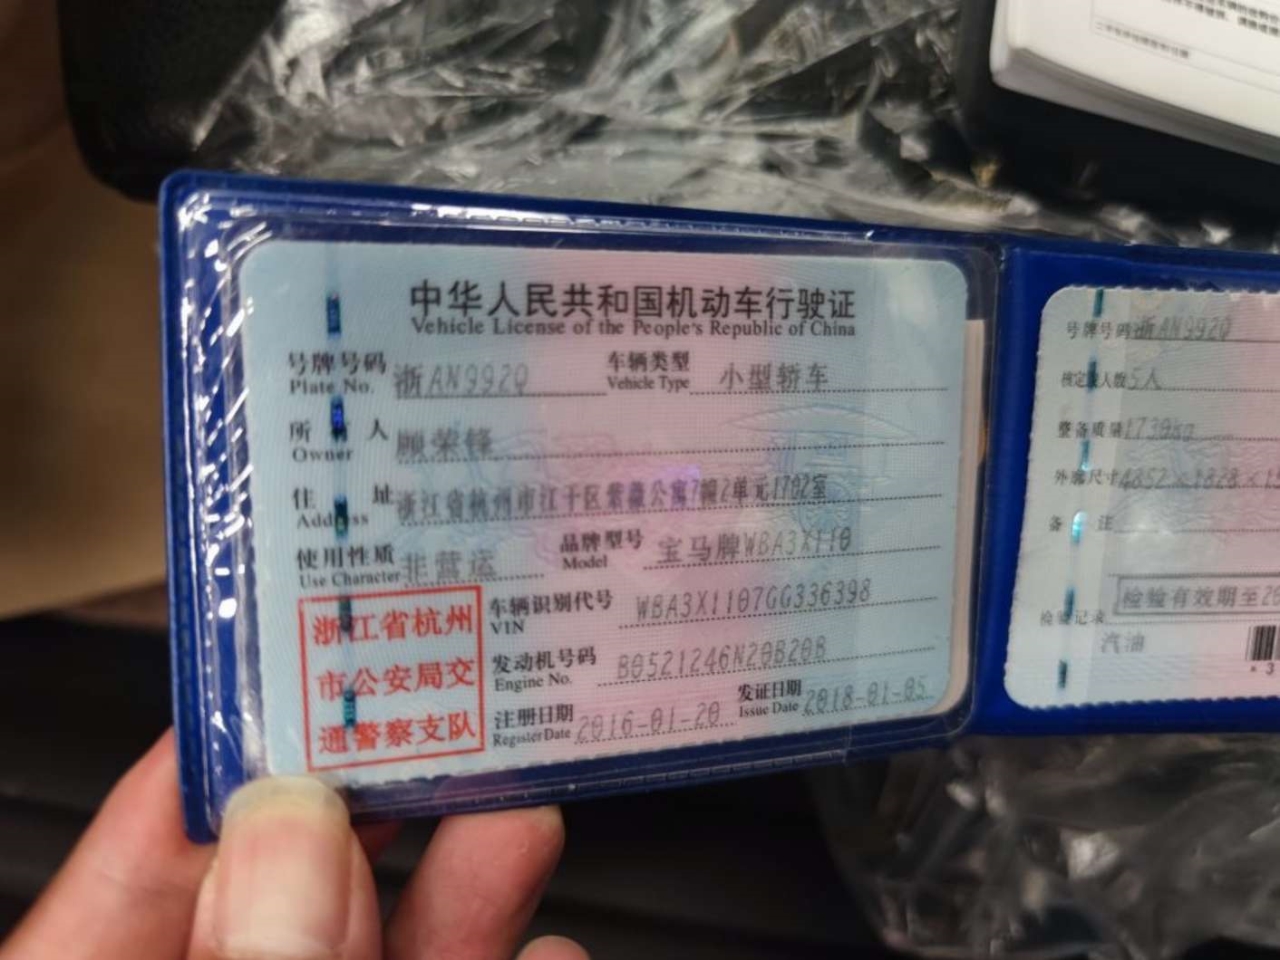 中华人民共和国机动车行驶证
Vehicle License of the People's Republic of China
号牌号码 浙AN992Q 车辆类型 小型轿车
Plate No. Vehicle Type
所 人 顾荣锋
Owner
住 址 浙江省杭州市江干区紫薇公寓7幢2单元1702室
Address
使用性质 非营运 品牌型号 宝马牌WBA3X110
Use Character Model
车辆识别代号 WBA3X1107GG336398
VIN
发动机号码 B0521246N20B20B
Engine No.
注册日期 2016-01-20 发证日期 2018-01-05
Register Date Issue Date
浙江省杭州
市公安局交
通警察支队
号牌号码 浙AN992Q
核定 人数 5人
整备质量 1730kg
外廓尺寸 4852×1828×15
备 注
检验有效期至20
检验记录
汽油
*3